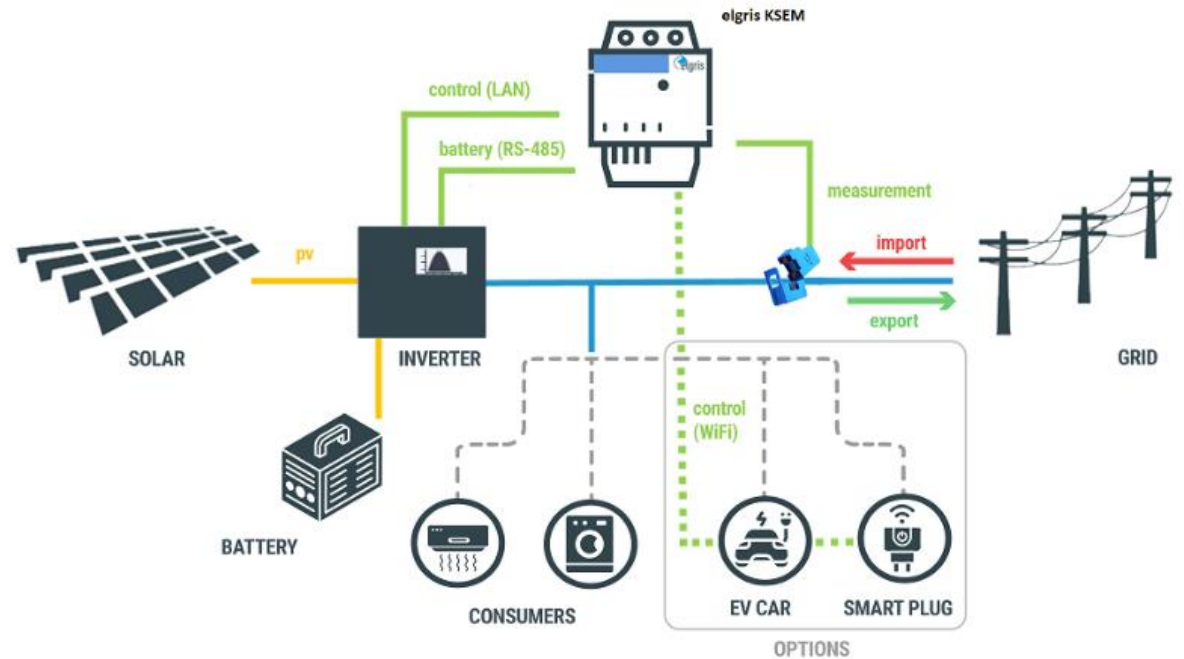 elgris KSEM
elgris
control (LAN)
battery (RS-485)
measurement
import
export
pv
SOLAR
INVERTER
GRID
control
(WiFi)
BATTERY
CONSUMERS
EV CAR
SMART PLUG
OPTIONS